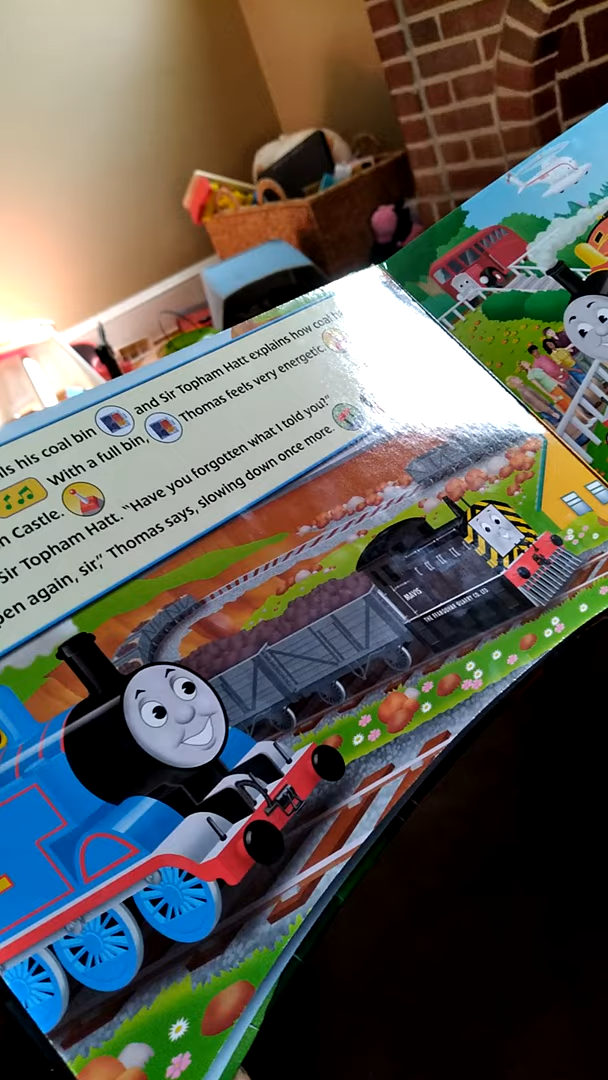 ls his coal bin and Sir Topham Hatt explains how coal
With a full bin, Thomas feels very energetic
n Castle.
Sir Topham Hatt. "Have you forgotten what I told you?"
pen again, sir," Thomas says, slowing down once more.
MAVIS
THE FFARQUHAR QUARRY CO. LTD